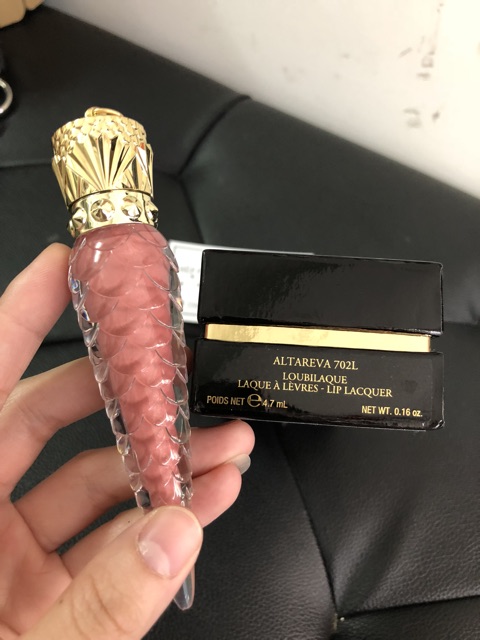 ALTAREVA 702L
LOUBILAQUE
LAQUE À LÈVRES - LIP LACQUER
POIDS NET ℮ 4.7 mL
NET WT. 0.16 oz.